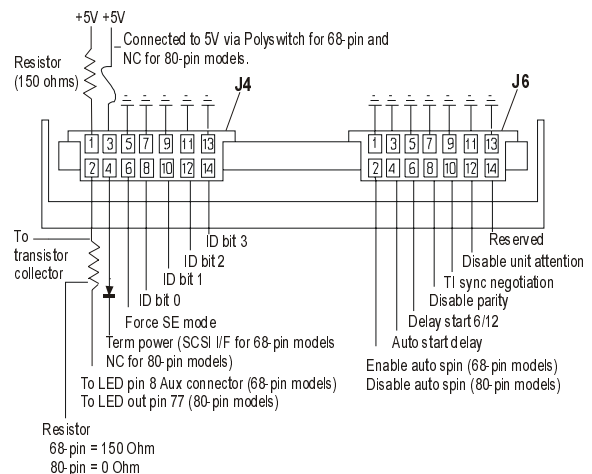 +5V +5V
Connected to 5V via Polyswitch for 68-pin and
NC for 80-pin models.
Resistor
(150 ohms)
J4
J6
1 3 5 7 9 11 13
2 4 6 8 10 12 14
1 3 5 7 9 11 13
2 4 6 8 10 12 14
To
transistor
collector
ID bit 3
ID bit 2
ID bit 1
ID bit 0
Force SE mode
Term power (SCSI I/F for 68-pin models
NC for 80-pin models)
To LED pin 8 Aux connector (68-pin models)
To LED out pin 77 (80-pin models)
Reserved
Disable unit attention
TI sync negotiation
Disable parity
Delay start 6/12
Auto start delay
Enable auto spin (68-pin models)
Disable auto spin (80-pin models)
Resistor
68-pin = 150 Ohm
80-pin = 0 Ohm